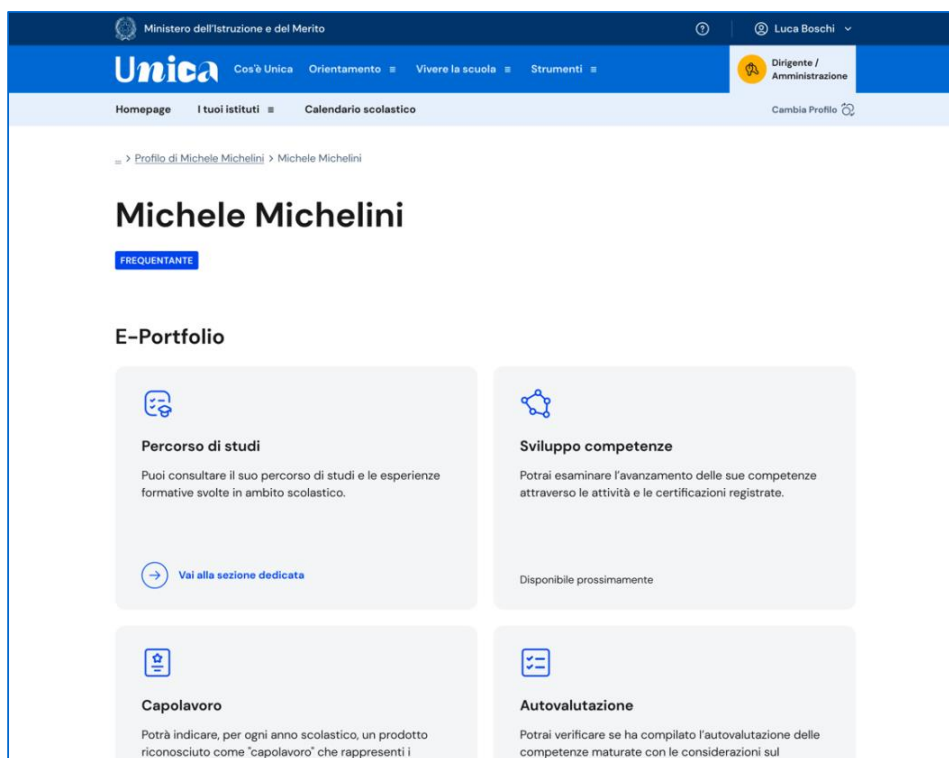 Ministero dell'Istruzione e del Merito
Luca Boschi
Unica
Cos'è Unica Orientamento Vivere la scuola Strumenti
Dirigente /
Amministrazione
Homepage I tuoi istituti Calendario scolastico
Cambia Profilo
... > Profilo di Michele Michelini > Michele Michelini
Michele Michelini
FREQUENTANTE
E-Portfolio
Percorso di studi
Puoi consultare il suo percorso di studi e le esperienze
formative svolte in ambito scolastico.
Vai alla sezione dedicata
Sviluppo competenze
Potrai esaminare l'avanzamento delle sue competenze
attraverso le attività e le certificazioni registrate.
Disponibile prossimamente
Capolavoro
Potrà indicare, per ogni anno scolastico, un prodotto
riconosciuto come "capolavoro" che rappresenti i
Autovalutazione
Potrai verificare se ha compilato l'autovalutazione delle
competenze maturate con le considerazioni sul